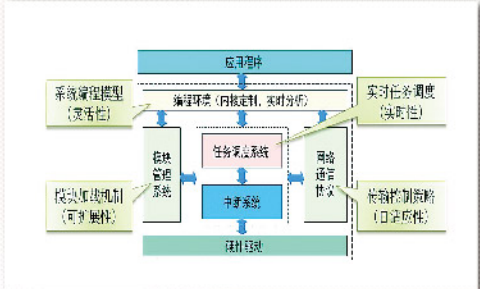 应用程序
编程环境（内核定制，实时分析）
系统编程模型
（灵活性）
实时任务调度
（实时性）
模块
管理
系统
任务调度系统
网络
通信
协议
中断系统
模块加载机制
（可扩展性）
传输控制策略
（自适应性）
硬件驱动